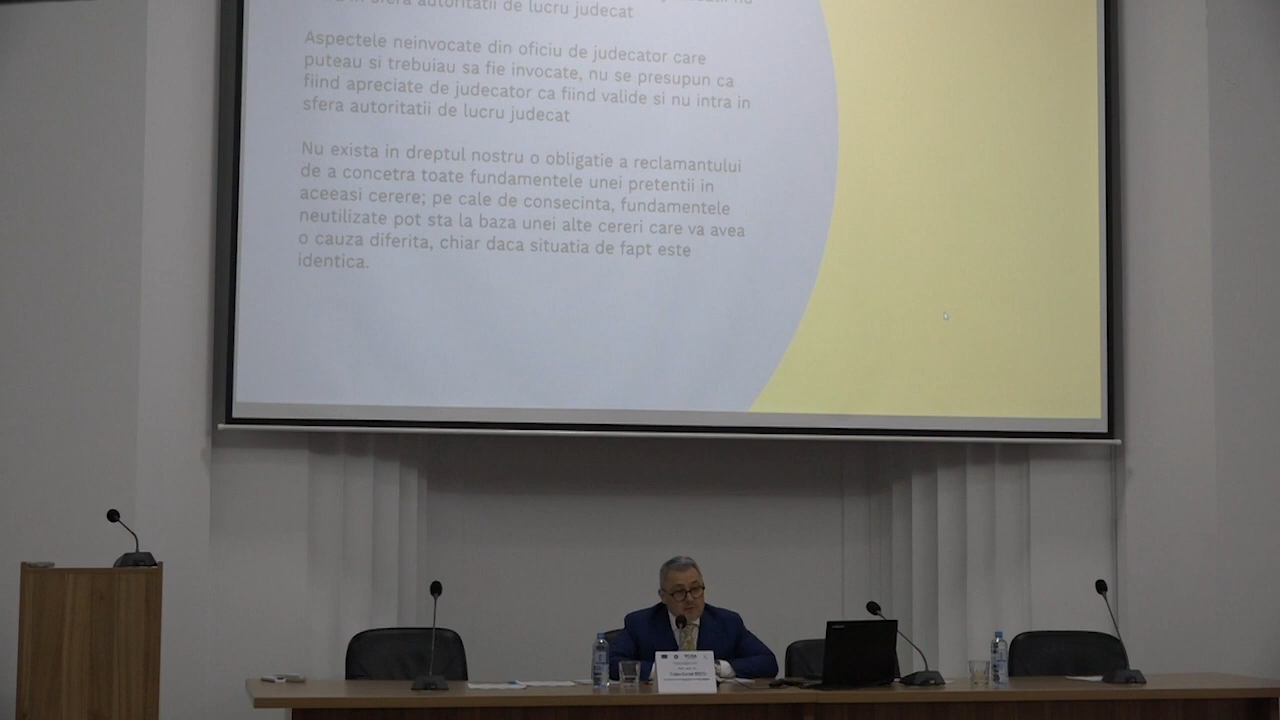 in sfera autoritatii de lucru judecat
Aspectele neinvocate din oficiu de judecator care
puteau si trebuiau sa fie invocate, nu se presupun ca
fiind apreciate de judecator ca fiind valide si nu intra in
sfera autoritatii de lucru judecat
Nu exista in dreptul nostru o obligatie a reclamantului
de a concetra toate fundamentele unei pretentii in
aceeasi cerere; pe cale de consecinta, fundamentele
neutilizate pot sta la baza unei alte cereri care va avea
o cauza diferita, chiar daca situatia de fapt este
identica.